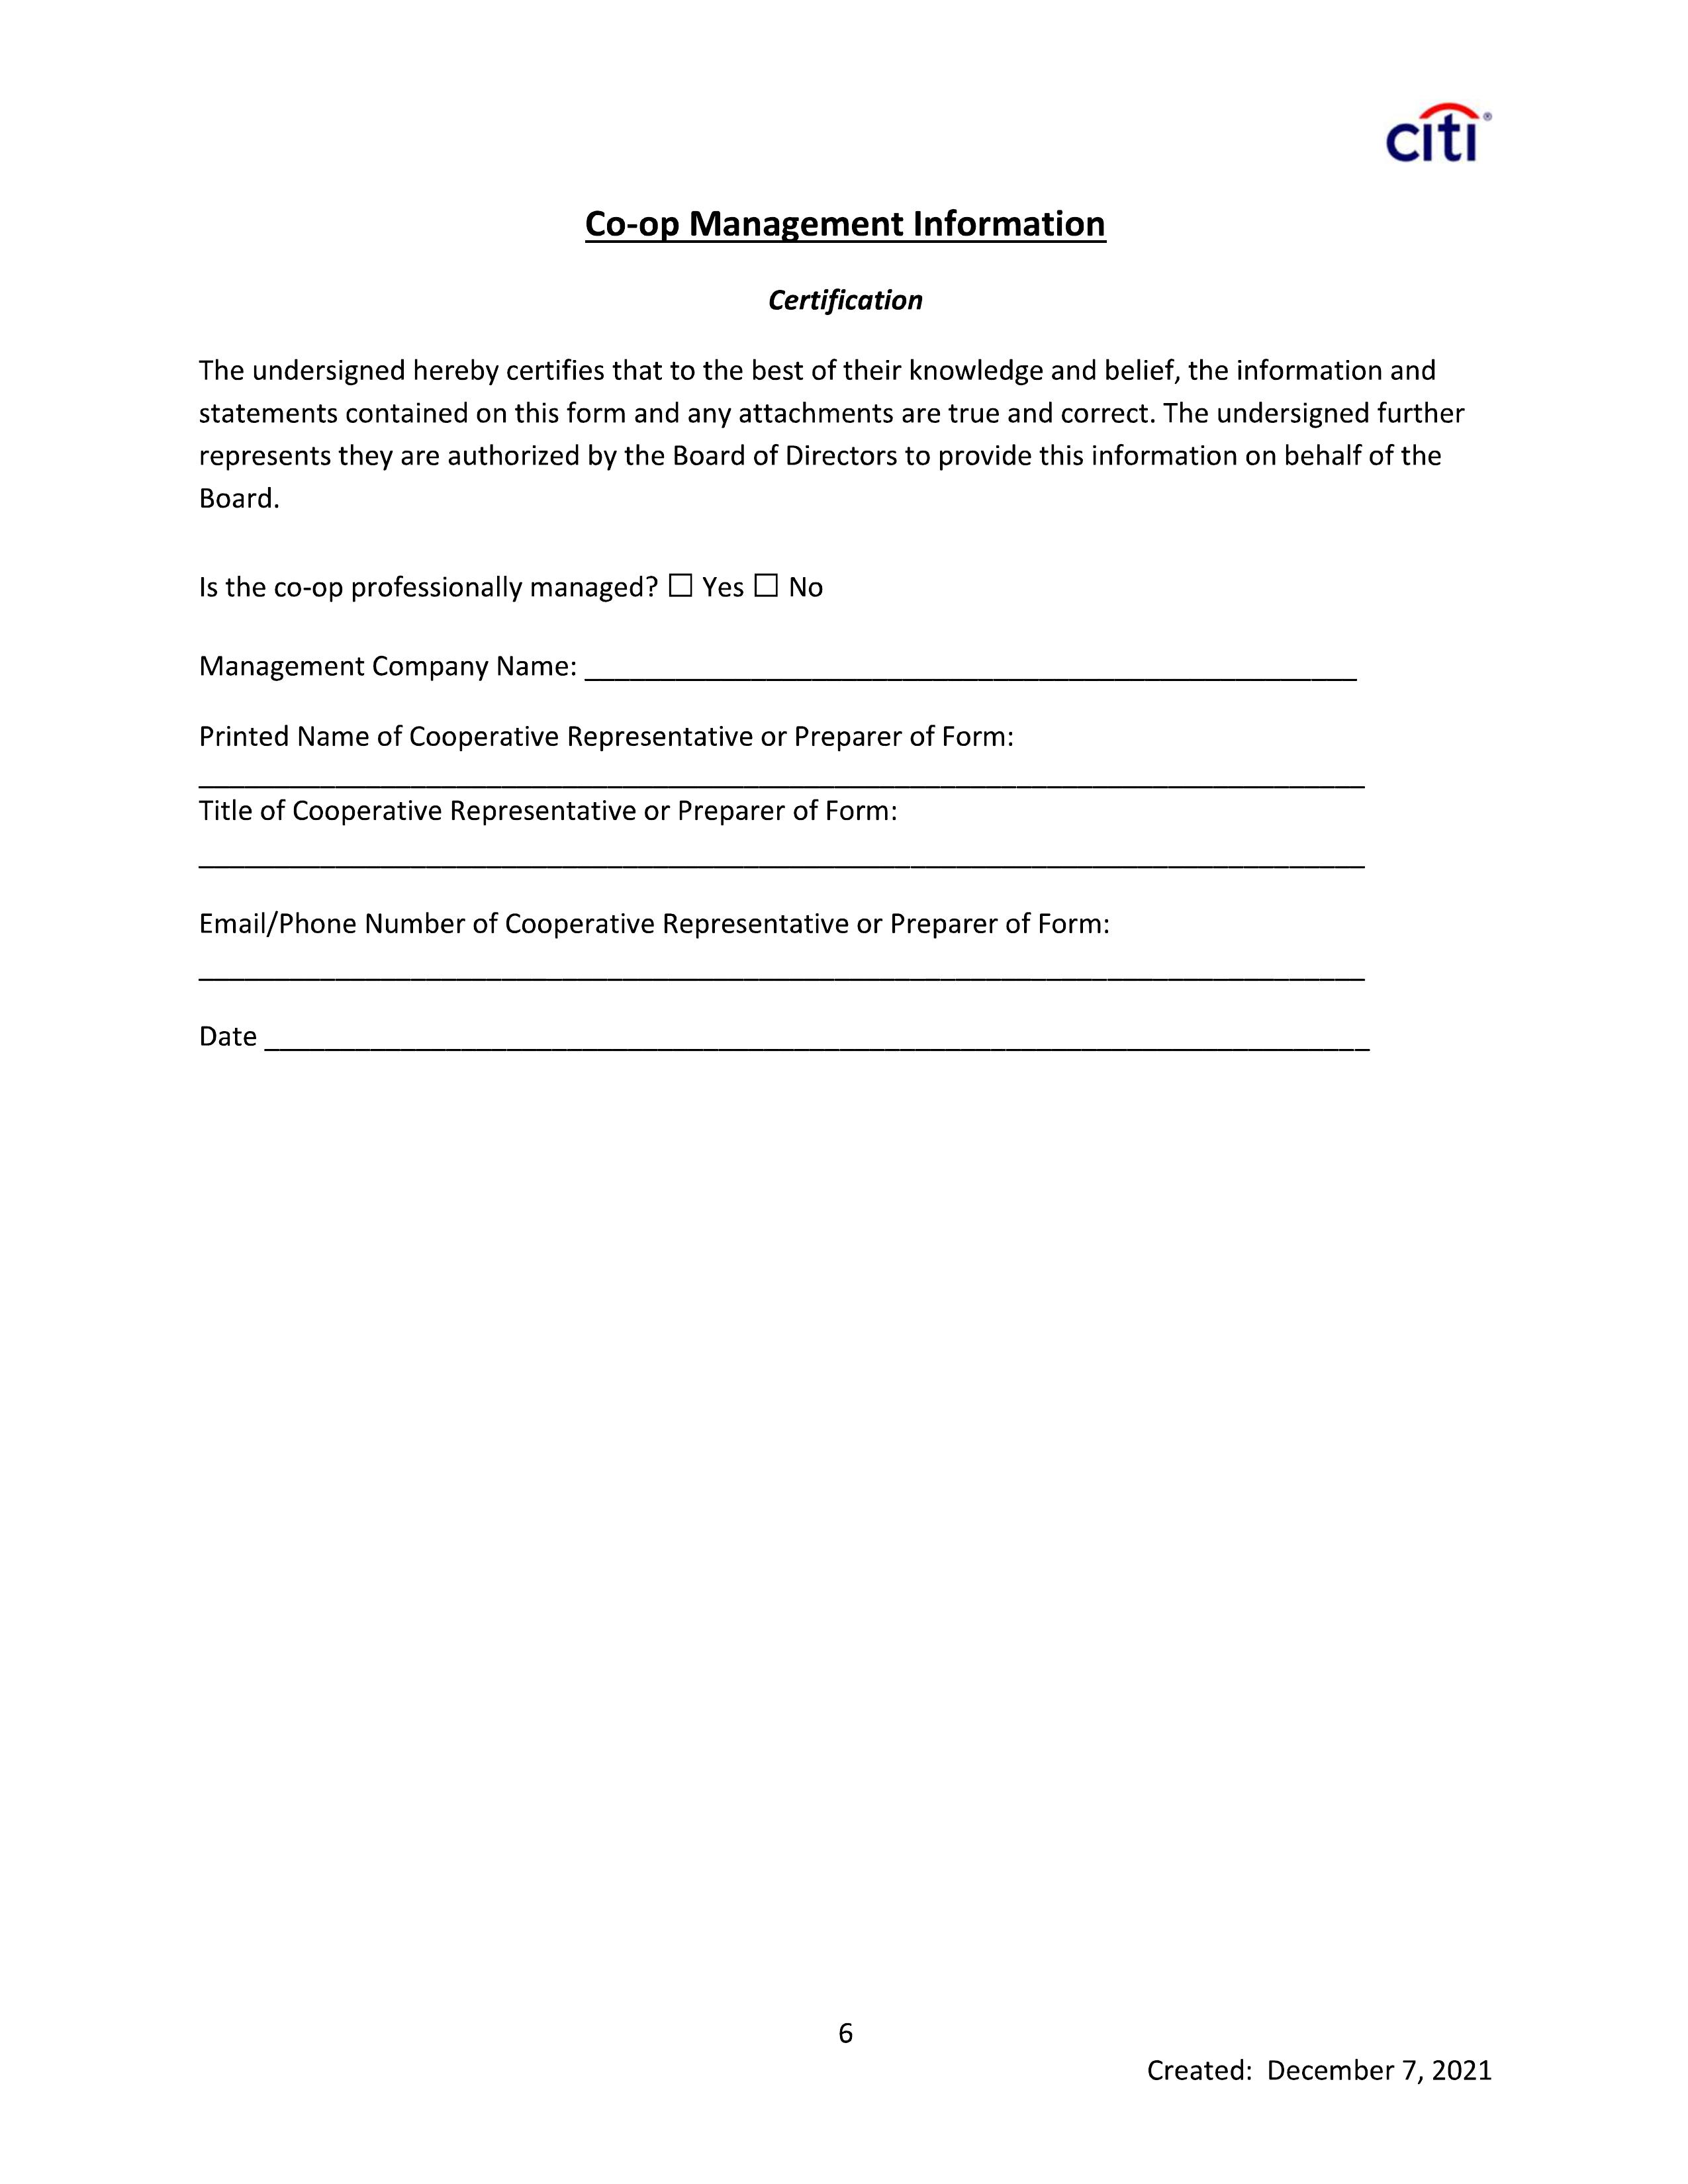 citi®
Co-op Management Information
Certification
The undersigned hereby certifies that to the best of their knowledge and belief, the information and
statements contained on this form and any attachments are true and correct. The undersigned further
represents they are authorized by the Board of Directors to provide this information on behalf of the
Board.
Is the co-op professionally managed? ☐ Yes ☐ No
Management Company Name: ___________________________________________________
Printed Name of Cooperative Representative or Preparer of Form:
_____________________________________________________________________________
Title of Cooperative Representative or Preparer of Form:
_____________________________________________________________________________
Email/Phone Number of Cooperative Representative or Preparer of Form:
_____________________________________________________________________________
Date _________________________________________________________________________
6
Created:  December 7, 2021